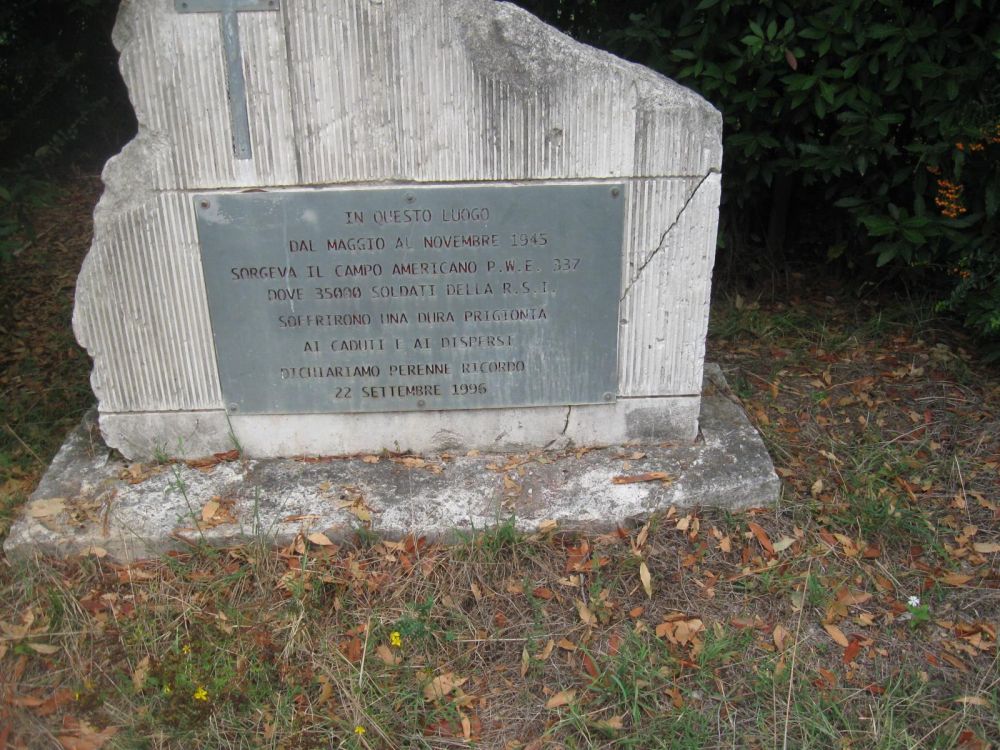 IN QUESTO LUOGO
DAL MAGGIO AL NOVEMBRE 1945
SORGEVA IL CAMPO AMERICANO P.W.E. 337
DOVE 35000 SOLDATI DELLA R.S.I.
SOFFRIRONO UNA DURA PRIGIONIA
AI CADUTI E AI DISPERSI
DICHIARIAMO PERENNE RICORDO
22 SETTEMBRE 1996